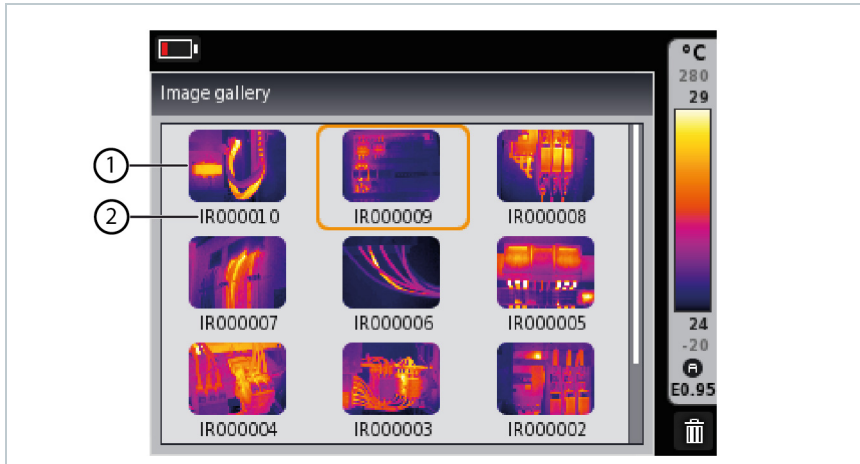 °C
280
29
Image gallery
1
2
IR000010
IR000009
IR000008
IR000007
IR000006
IR000005
24
-20
A
E0.95
IR000004
IR000003
IR000002